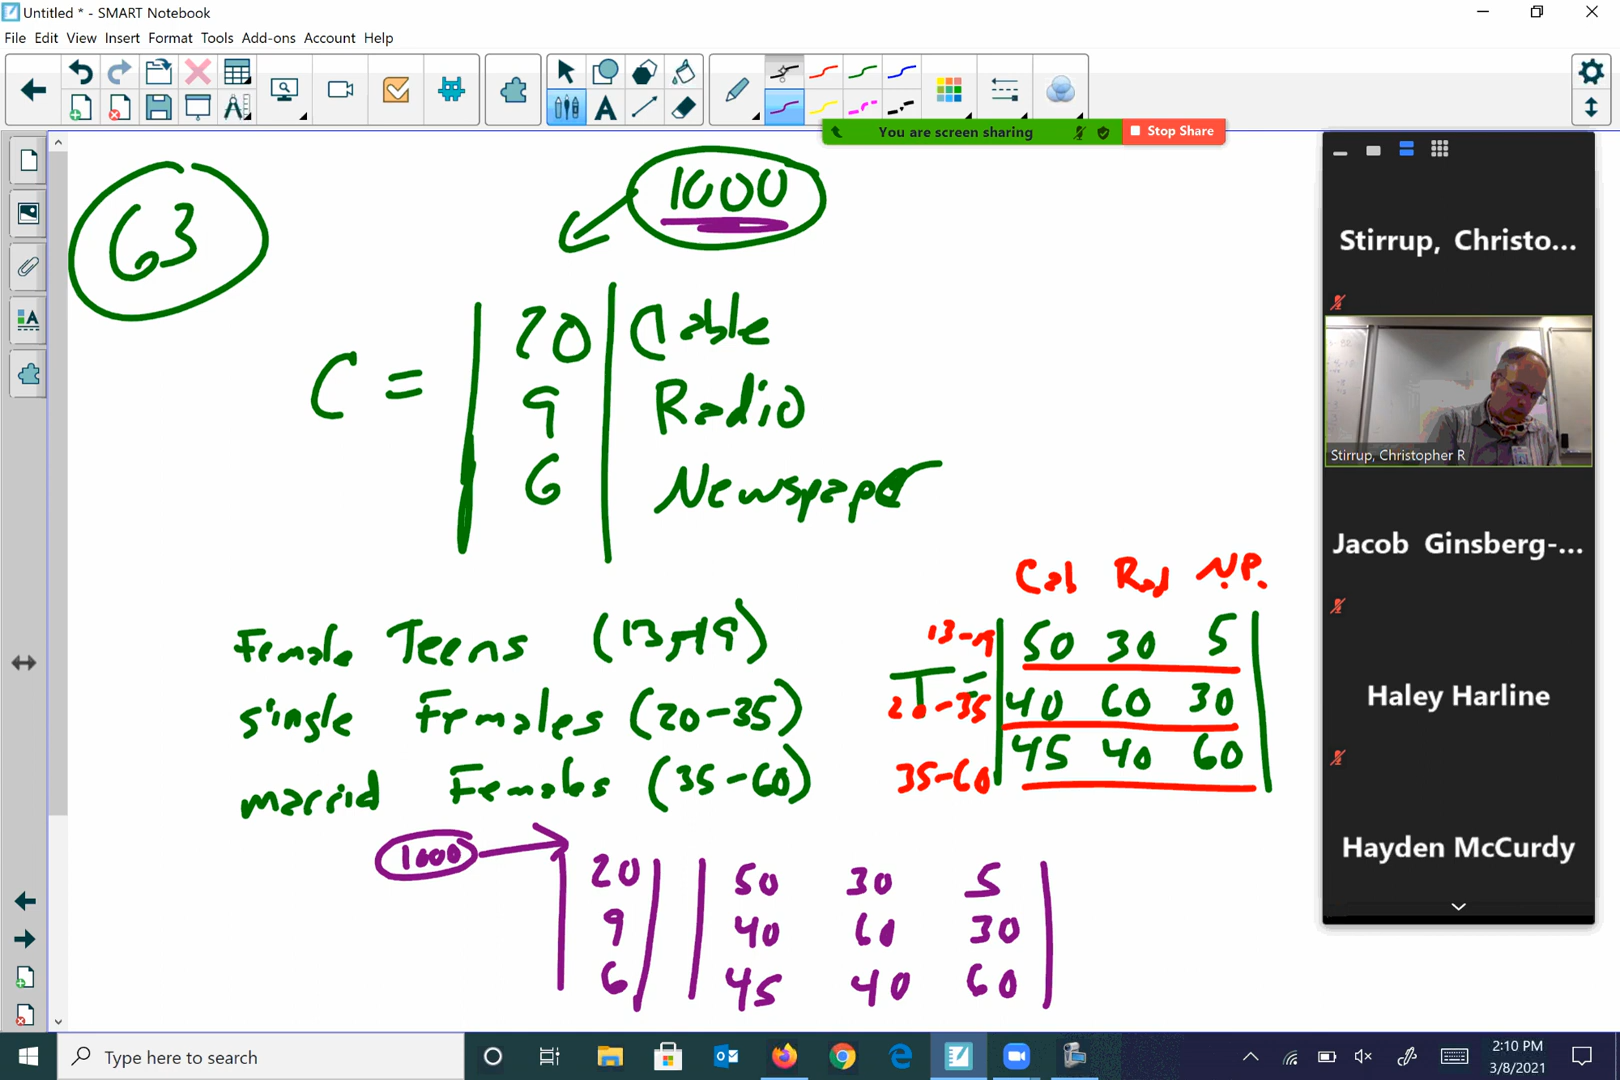 Untitled * - SMART Notebook
File Edit View Insert Format Tools Add-ons Account Help
You are screen sharing
Stop Share
63
1000
C = 20 Cable
9 Radio
6 Newspaper
Female Teens (13-19)
single Females (20-35)
married Females (35-60)
Cab Rad N.P.
13-19 50 30 5
T =
20-35 40 60 30
35-60 45 40 60
1000
20 50 30 5
9 40 60 30
6 45 40 60
Stirrup, Christo...
Stirrup, Christopher R
Jacob Ginsberg-...
Haley Harline
Hayden McCurdy
Type here to search
2:10 PM
3/8/2021